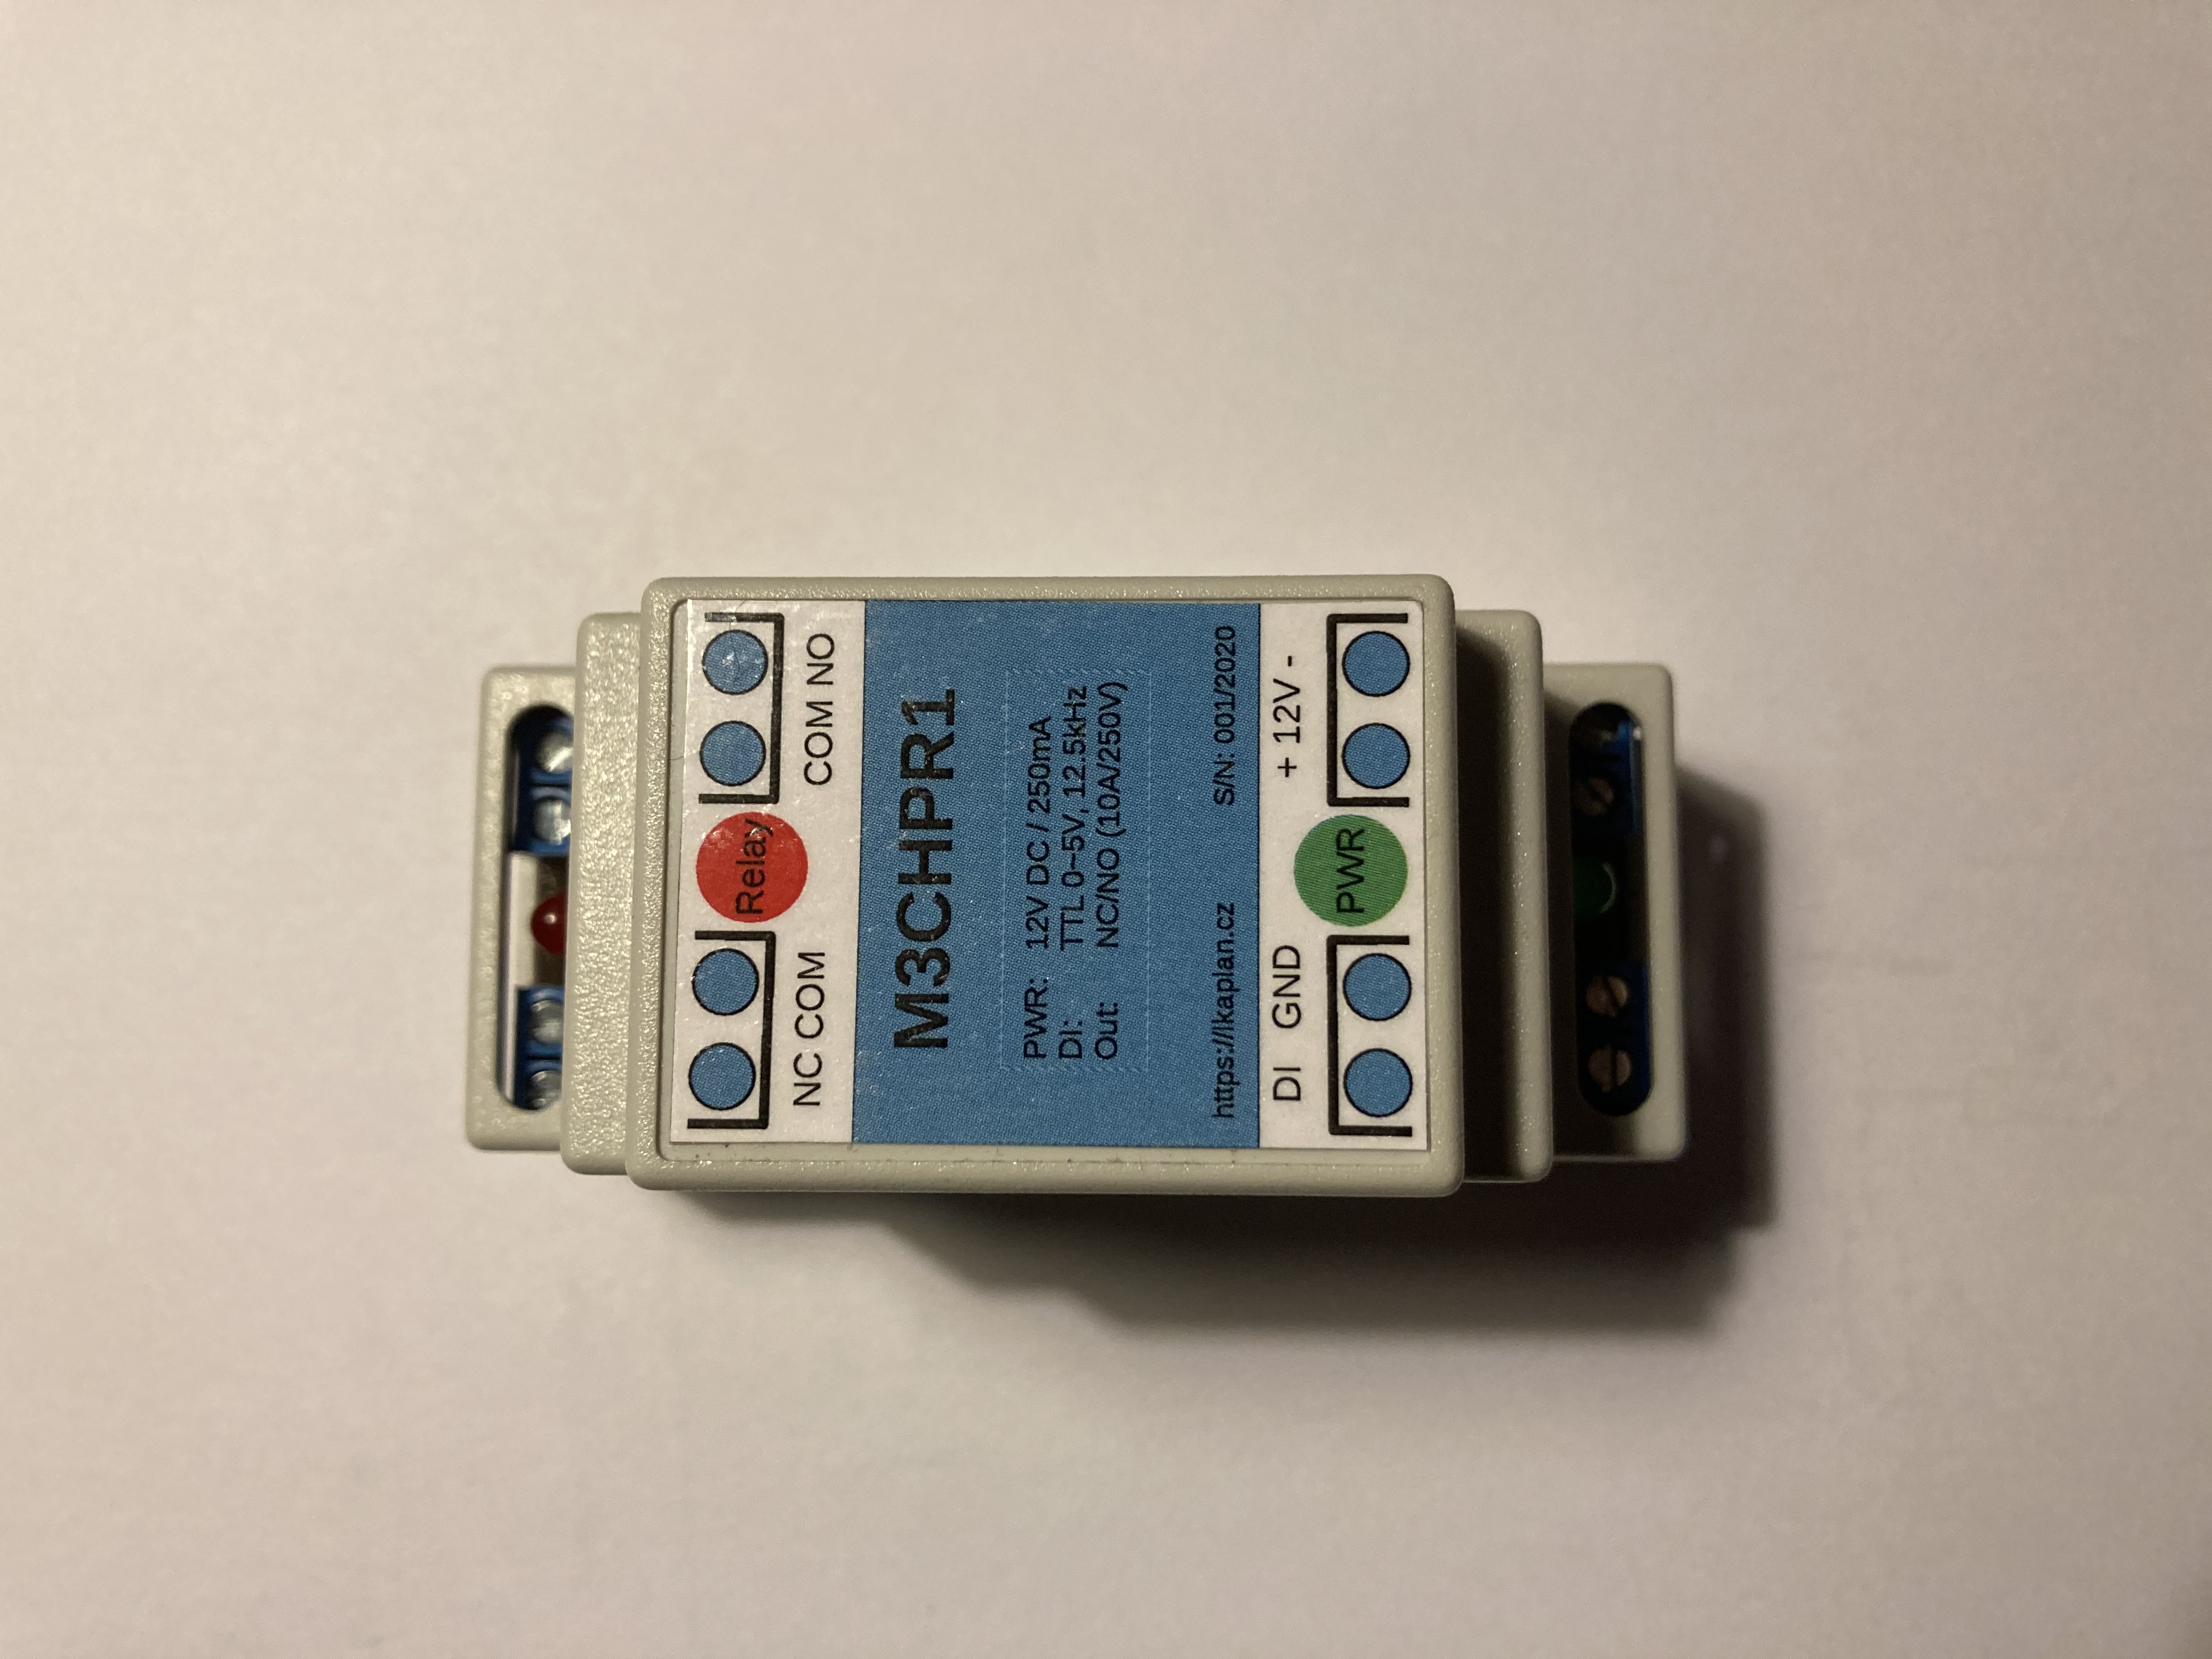 Relay
NC COM
COM NO
M3CHPR1
PWR: 12V DC / 250mA
DI: TTL 0~5V, 12.5kHz
Out: NC/NO (10A/250V)
https://lkaplan.cz S/N: 001/2020
DI GND + 12V -
PWR